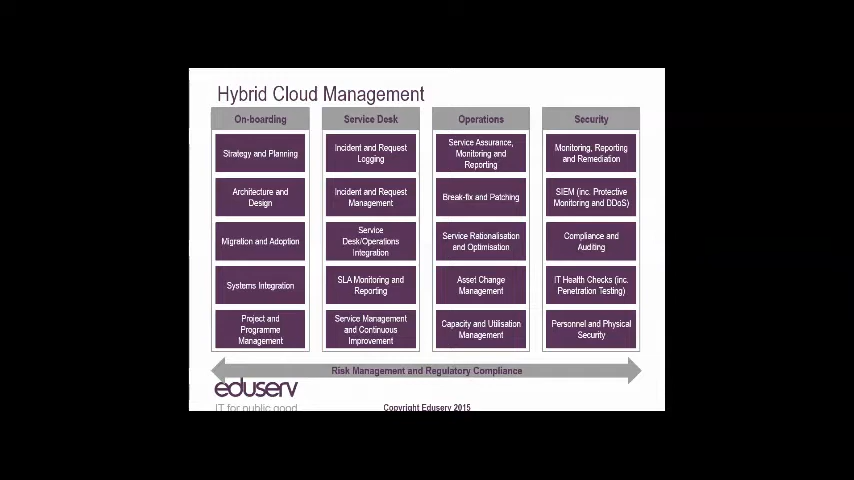 Hybrid Cloud Management
On-boarding
Strategy and Planning
Architecture and
Design
Migration and Adoption
Systems Integration
Project and
Programme
Management
Service Desk
Incident and Request
Logging
Incident and Request
Management
Service
Desk/Operations
Integration
SLA Monitoring and
Reporting
Service Management
and Continuous
Improvement
Operations
Service Assurance,
Monitoring and
Reporting
Break-fix and Patching
Service Rationalisation
and Optimisation
Asset Change
Management
Capacity and Utilisation
Management
Security
Monitoring, Reporting
and Remediation
SIEM (inc. Protective
Monitoring and DDoS)
Compliance and
Auditing
IT Health Checks (inc.
Penetration Testing)
Personnel and Physical
Security
Risk Management and Regulatory Compliance
eduserv
IT for public good
Copyright Eduserv 2015